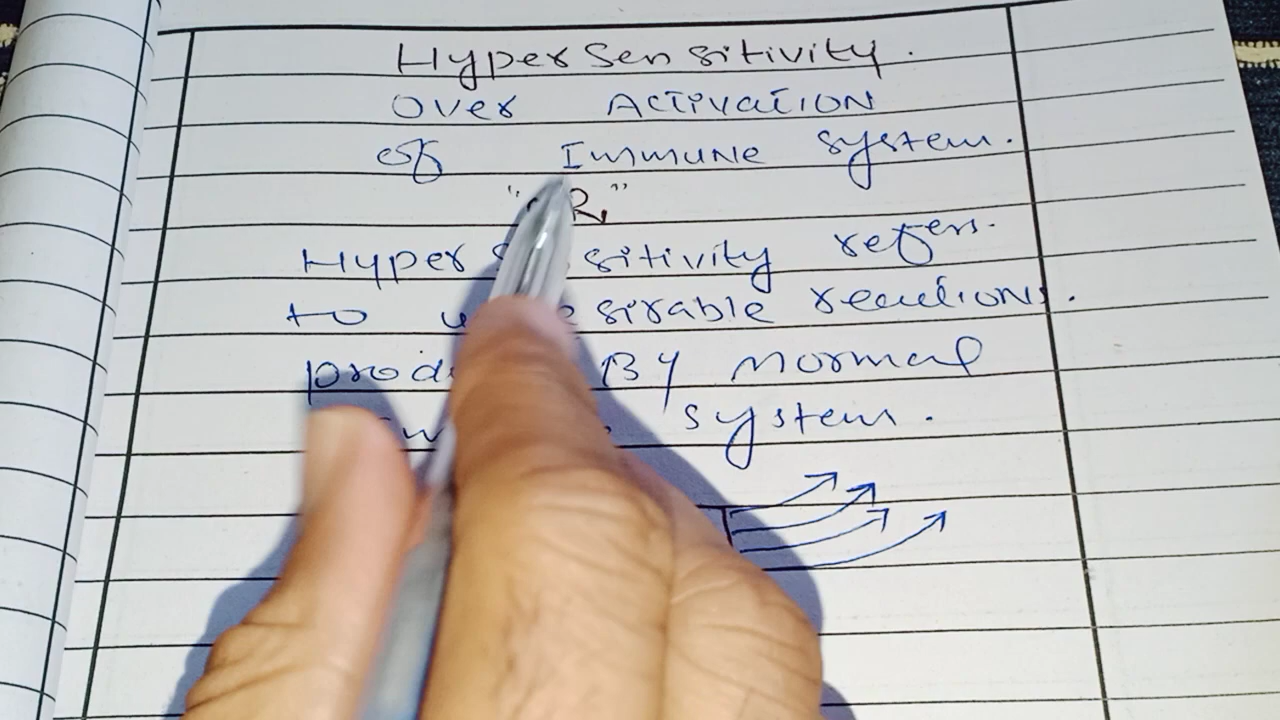 HyperSensitivity.
Over Activation
of Immune system.
Hyper sitivity refers
to sirable reactions.
By normal
system.